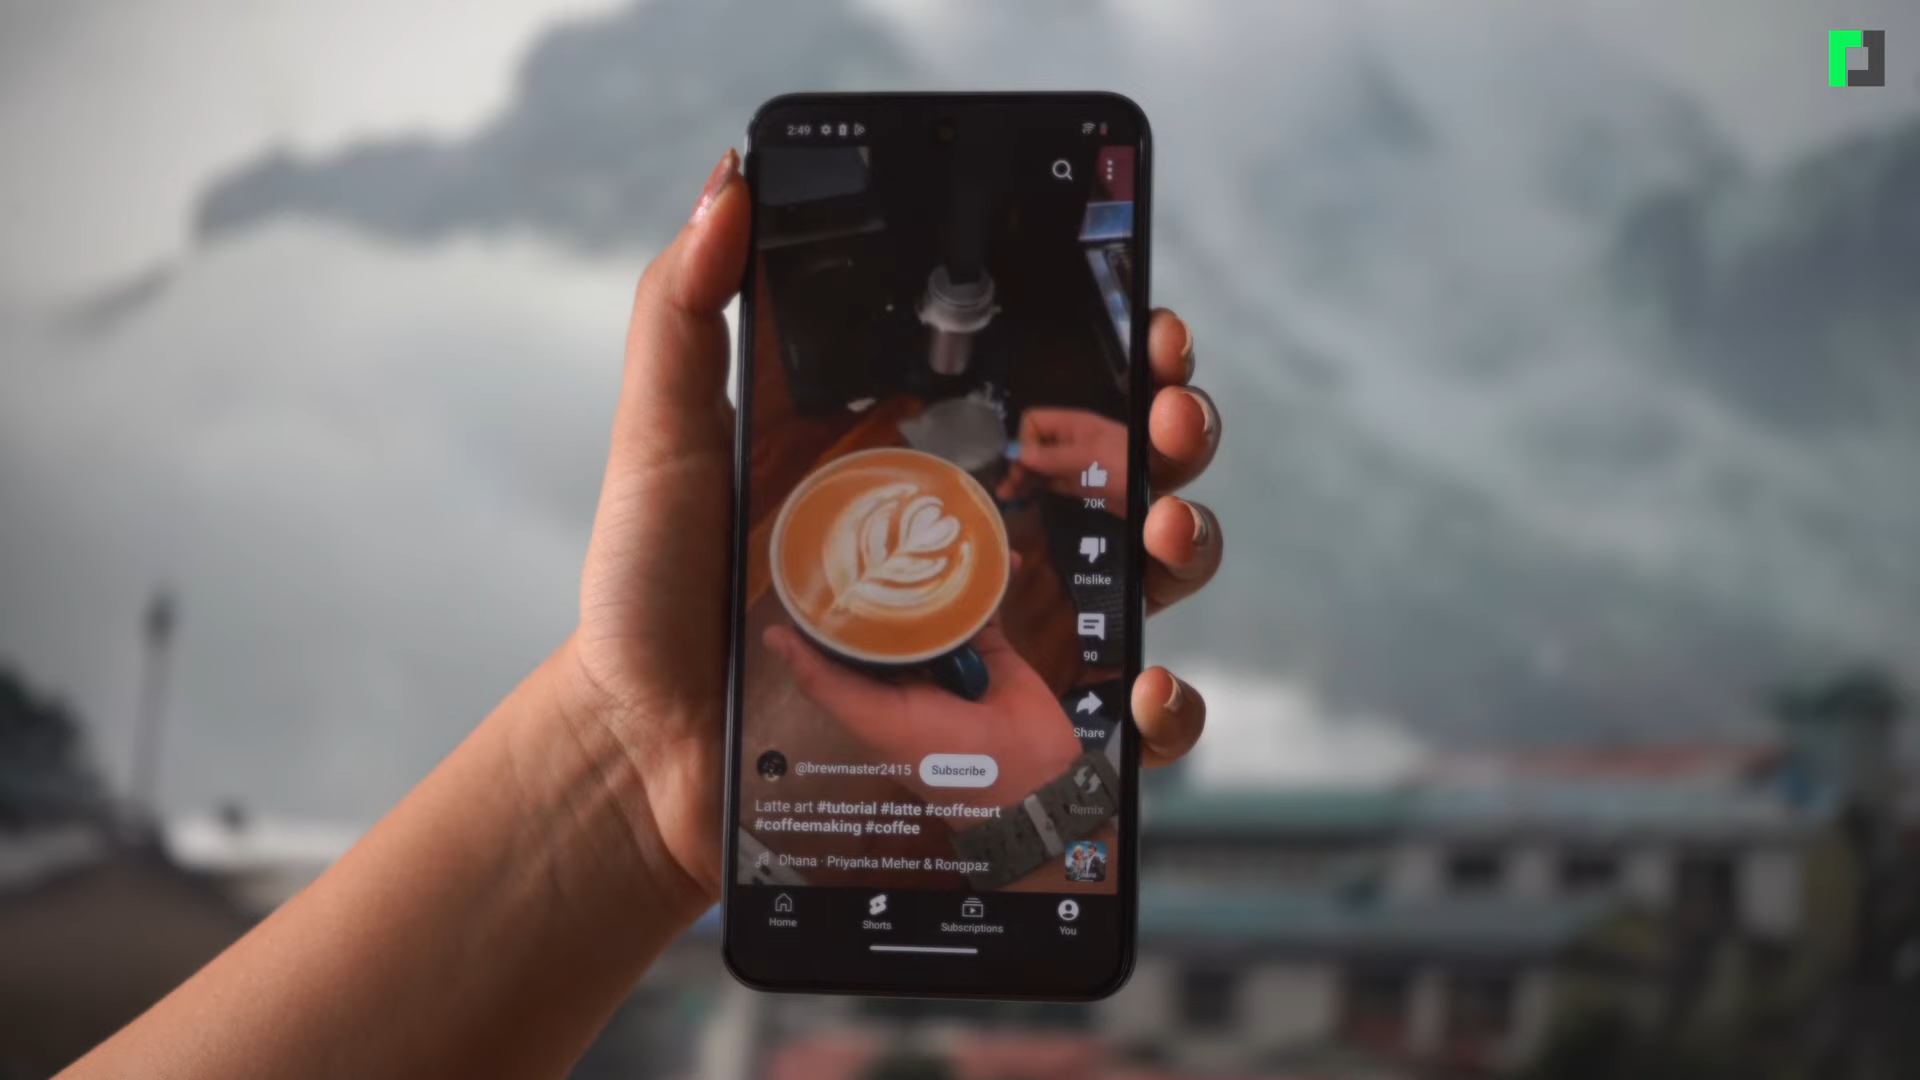 2:49
70K
Dislike
90
Share
@brewmaster2415 Subscribe
Remix
Latte art #tutorial #latte #coffeeart
#coffeemaking #coffee
Dhana · Priyanka Meher & Rongpaz
Home Shorts Subscriptions You